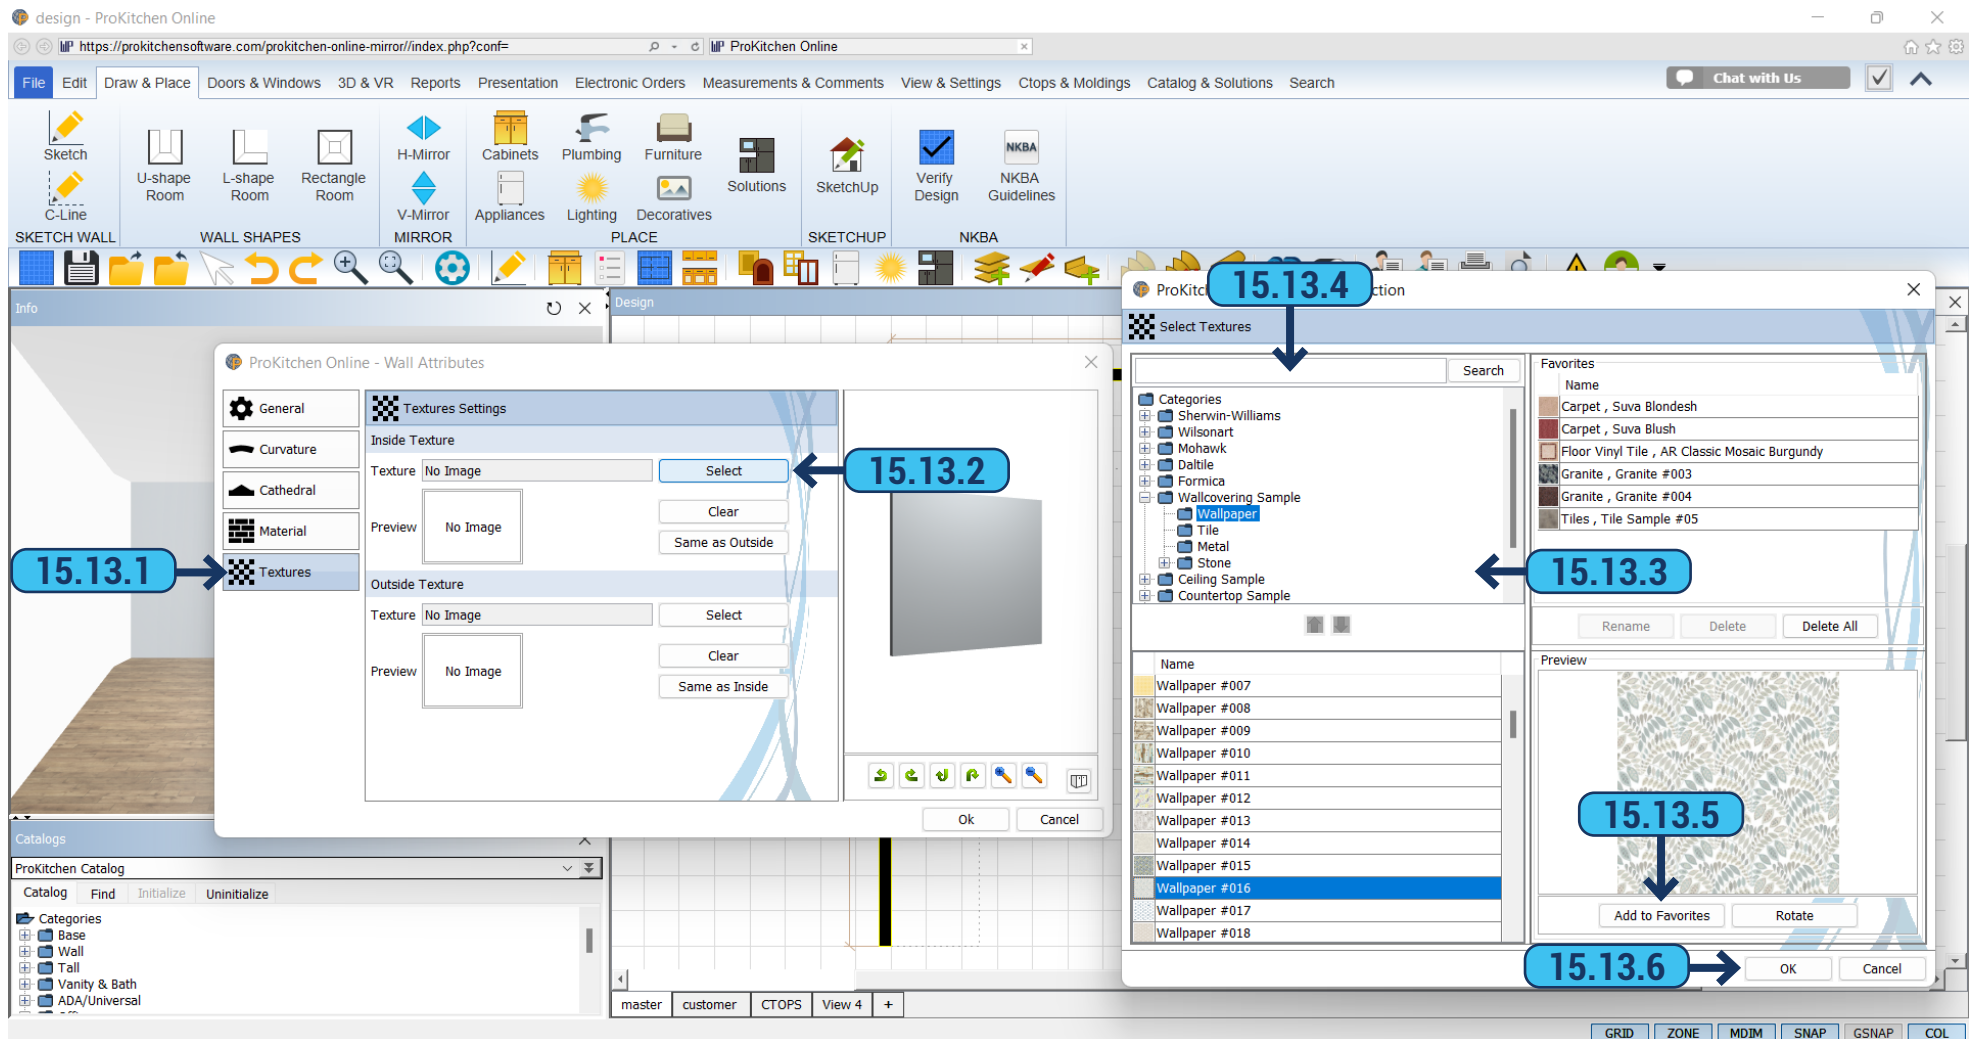 design - ProKitchen Online
https://prokitchensoftware.com/prokitchen-online-mirror//index.php?conf=
ProKitchen Online
File Edit Draw & Place Doors & Windows 3D & VR Reports Presentation Electronic Orders Measurements & Comments View & Settings Ctops & Moldings Catalog & Solutions Search
Chat with Us
Sketch
C-Line
SKETCH WALL
U-shape Room
L-shape Room
Rectangle Room
WALL SHAPES
H-Mirror
V-Mirror
MIRROR
Cabinets
Plumbing
Furniture
Appliances
Lighting
Decoratives
Solutions
PLACE
SketchUp
SKETCHUP
Verify Design
NKBA
NKBA Guidelines
NKBA
Info
Design
ProKitchen Online - Wall Attributes
General
Curvature
Cathedral
Material
Textures
15.13.1
Textures Settings
Inside Texture
Texture No Image Select
15.13.2
Clear
Preview No Image
Same as Outside
Outside Texture
Texture No Image Select
Clear
Preview No Image
Same as Inside
Ok Cancel
ProKitc
15.13.4
ction
Select Textures
Search
Categories
Sherwin-Williams
Wilsonart
Mohawk
Daltile
Formica
Wallcovering Sample
Wallpaper
Tile
Metal
Stone
Ceiling Sample
Countertop Sample
15.13.3
Favorites
Name
Carpet , Suva Blondesh
Carpet , Suva Blush
Floor Vinyl Tile , AR Classic Mosaic Burgundy
Granite , Granite #003
Granite , Granite #004
Tiles , Tile Sample #05
Rename Delete Delete All
Name
Wallpaper #007
Wallpaper #008
Wallpaper #009
Wallpaper #010
Wallpaper #011
Wallpaper #012
Wallpaper #013
Wallpaper #014
Wallpaper #015
Wallpaper #016
Wallpaper #017
Wallpaper #018
Preview
15.13.5
Add to Favorites Rotate
15.13.6
OK Cancel
Catalogs
ProKitchen Catalog
Catalog Find Initialize Uninitialize
Categories
Base
Wall
Tall
Vanity & Bath
ADA/Universal
master customer CTOPS View 4 +
GRID ZONE MDIM SNAP GSNAP COL